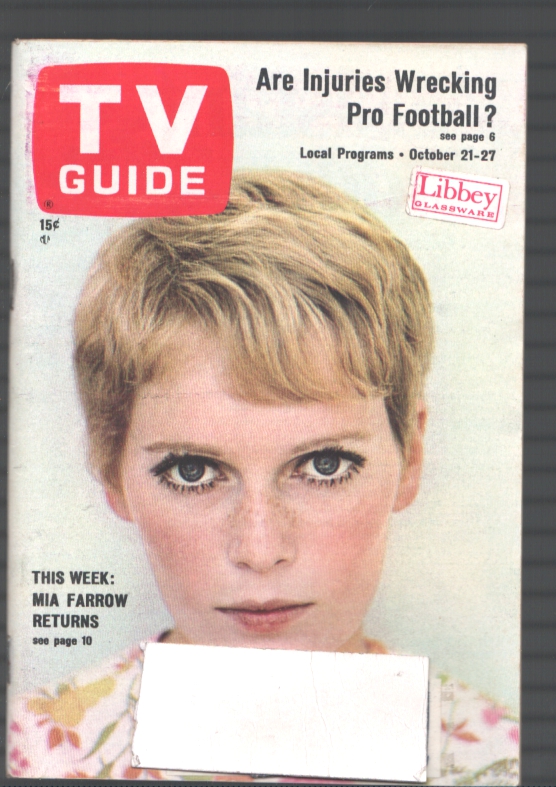 TV
GUIDE
®
15¢
Are Injuries Wrecking
Pro Football?
see page 6
Local Programs • October 21-27
Libbey
GLASSWARE
THIS WEEK:
MIA FARROW
RETURNS
see page 10